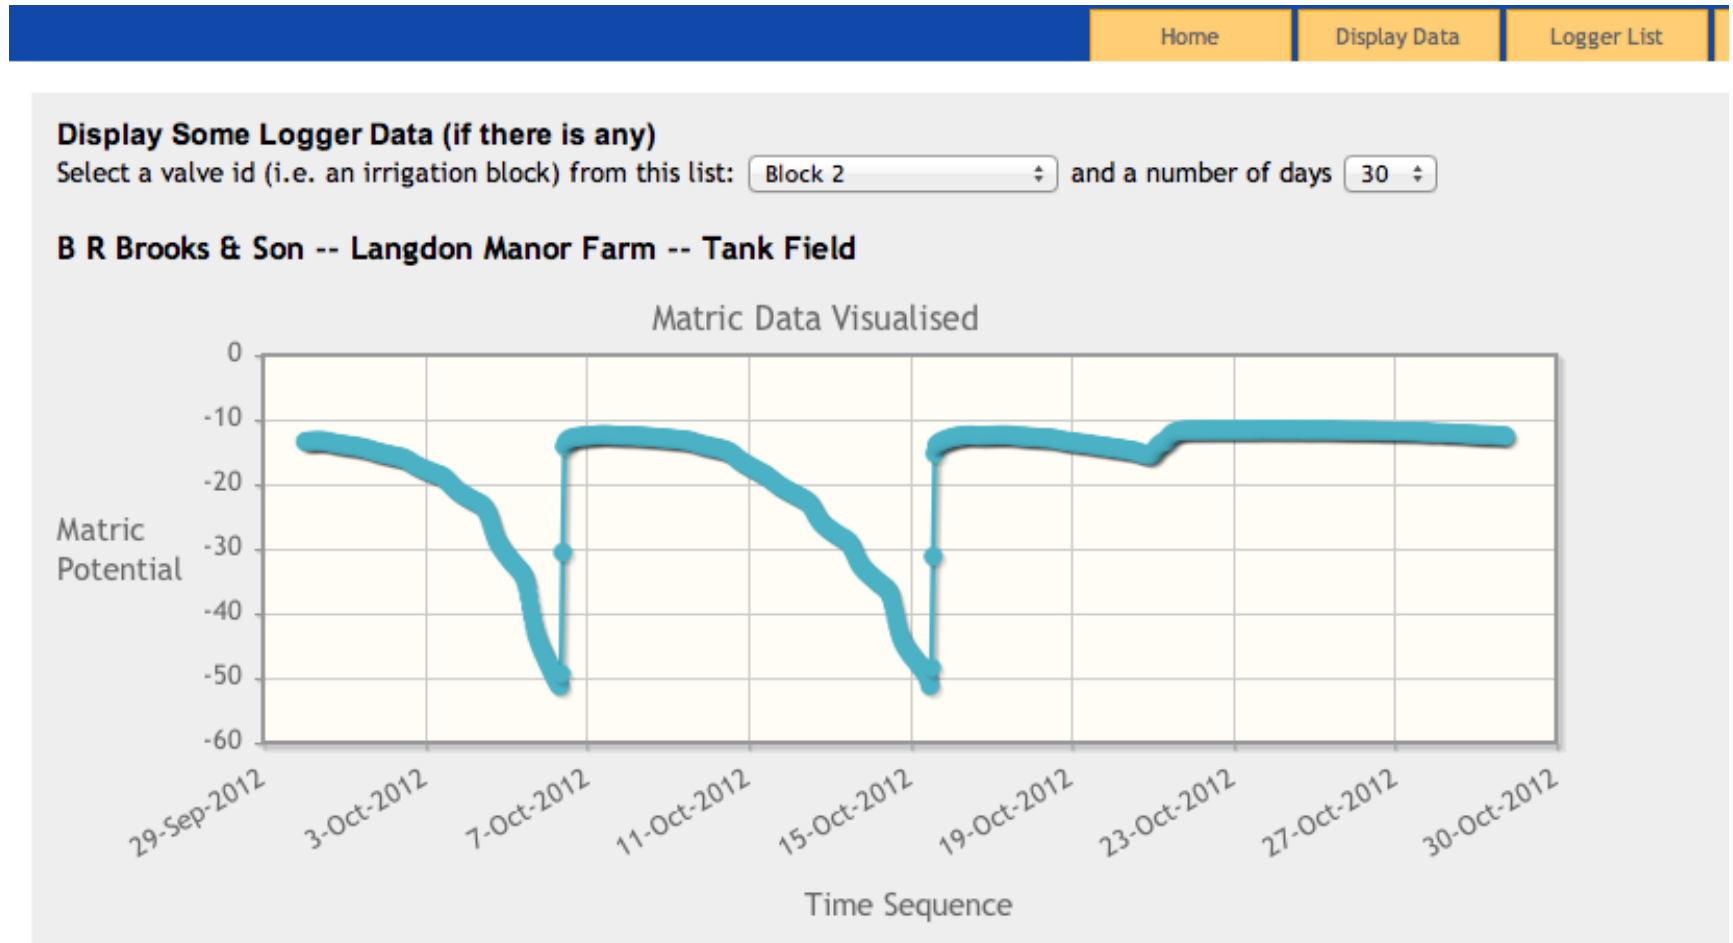 Home Display Data Logger List
Display Some Logger Data (if there is any)
Select a valve id (i.e. an irrigation block) from this list: Block 2 and a number of days 30
B R Brooks & Son -- Langdon Manor Farm -- Tank Field
Matric Data Visualised
0
-10
-20
-30
-40
-50
-60
Matric
Potential
29-Sep-2012 3-Oct-2012 7-Oct-2012 11-Oct-2012 15-Oct-2012 19-Oct-2012 23-Oct-2012 27-Oct-2012 30-Oct-2012
Time Sequence